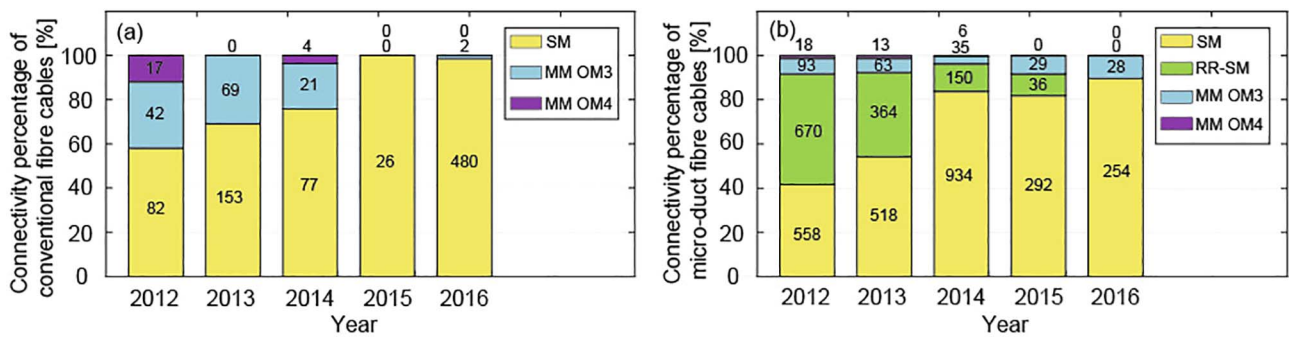 Connectivity percentage of
conventional fibre cables [%]
(a)
0
0 4 0 2
100
80
60
40
20
0
17
42
82
69
153
21
77
26
480
SM
MM OM3
MM OM4
2012 2013 2014 2015 2016
Year
Connectivity percentage of
micro-duct fibre cables [%]
(b)
6 0
18 13 35 0 0
100
80
60
40
20
0
93
670
558
63
364
518
150
934
29
36
292
28
254
SM
RR-SM
MM OM3
MM OM4
2012 2013 2014 2015 2016
Year